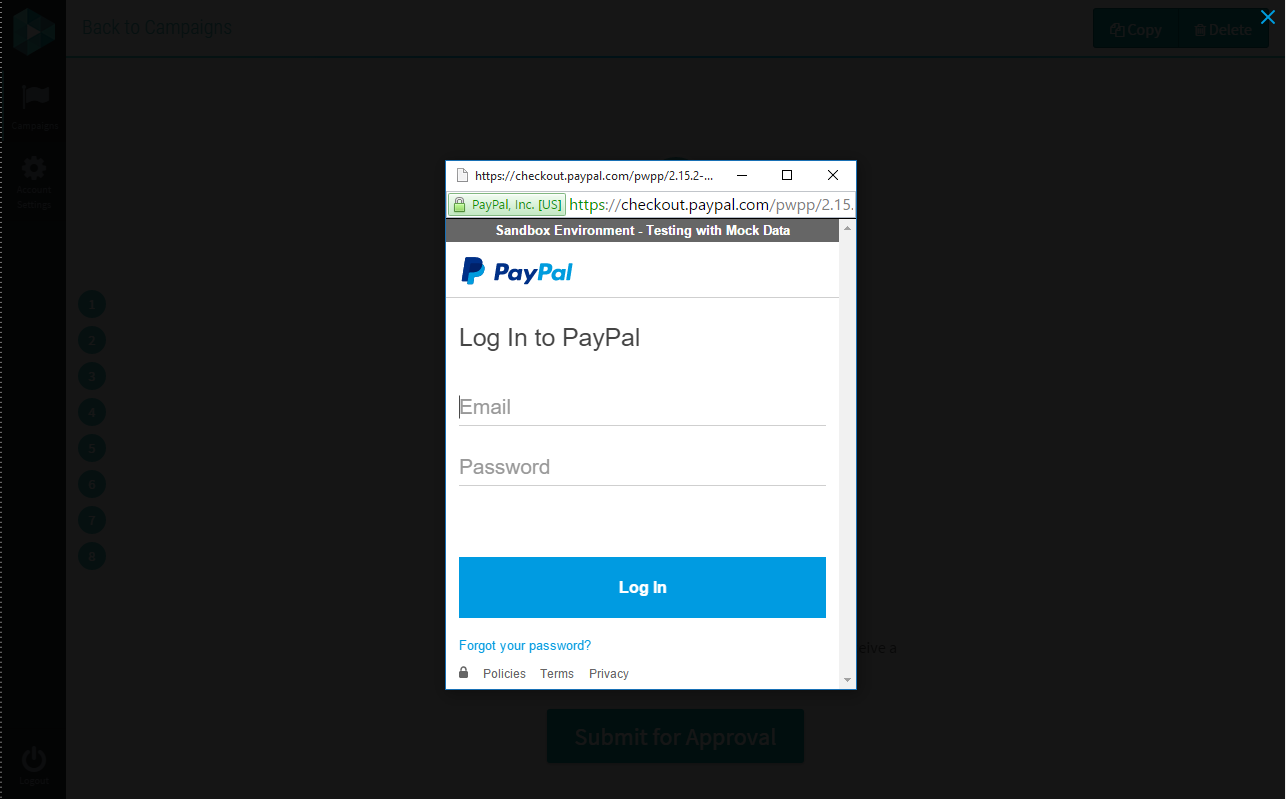 Back to Campaigns
Copy
Delete
Campaigns
Account
Settings
1
2
3
4
5
6
7
8
https://checkout.paypal.com/pwpp/2.15.2-...
PayPal, Inc. [US]
https://checkout.paypal.com/pwpp/2.15.
Sandbox Environment - Testing with Mock Data
PayPal
Log In to PayPal
Email
Password
Log In
Forgot your password?
Policies Terms Privacy
eive a
Submit for Approval
Logout